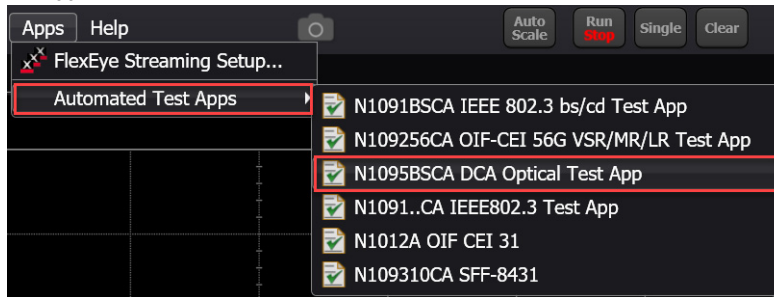 Apps Help
Auto Scale
Run Stop
Single
Clear
FlexEye Streaming Setup...
Automated Test Apps
N1091BSCA IEEE 802.3 bs/cd Test App
N109256CA OIF-CEI 56G VSR/MR/LR Test App
N1095BSCA DCA Optical Test App
N1091..CA IEEE802.3 Test App
N1012A OIF CEI 31
N109310CA SFF-8431